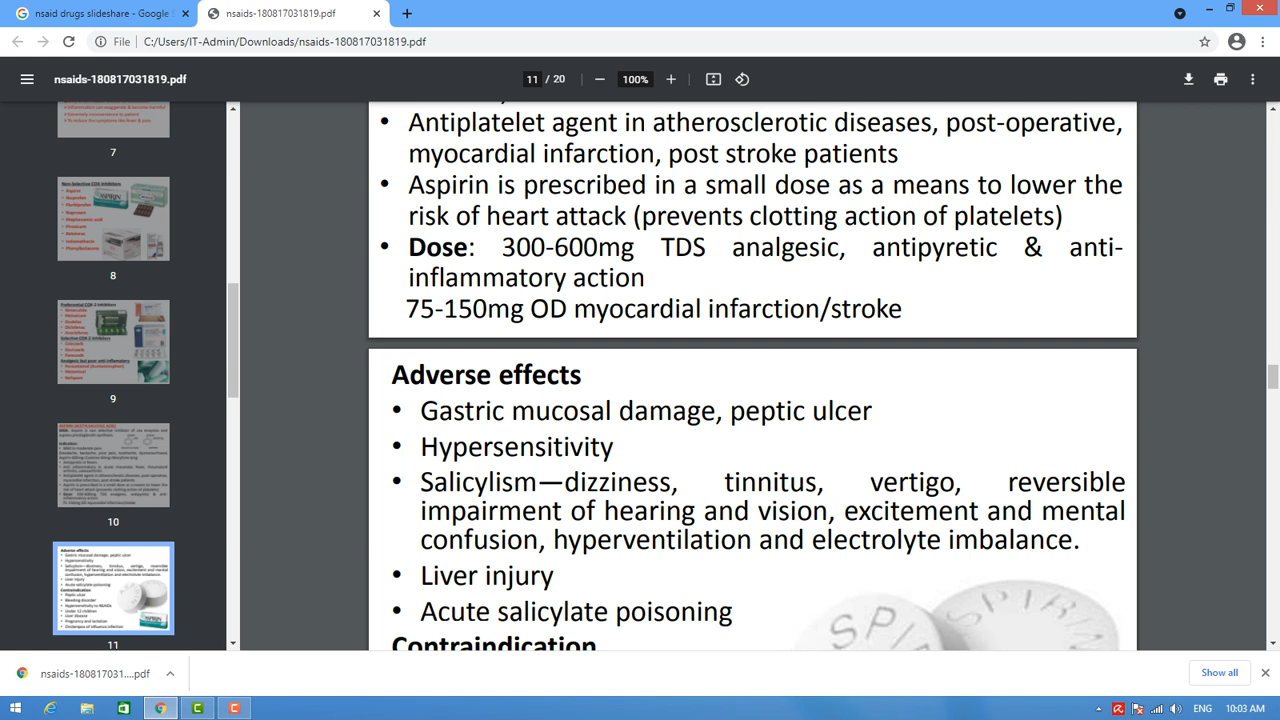 nsaid drugs slideshare - Google S
nsaids-180817031819.pdf
File
C:/Users/IT-Admin/Downloads/nsaids-180817031819.pdf
nsaids-180817031819.pdf
11 / 20
100%
7
Non-Selective COX Inhibitors
8
9
10
Adverse effects
11
• Antiplatelet agent in atherosclerotic diseases, post-operative,
myocardial infarction, post stroke patients
• Aspirin is prescribed in a small dose as a means to lower the
risk of heart attack (prevents clotting action of platelets)
• Dose: 300-600mg TDS analgesic, antipyretic & anti-
inflammatory action
75-150mg OD myocardial infarction/stroke
Adverse effects
• Gastric mucosal damage, peptic ulcer
• Hypersensitivity
• Salicylism—dizziness, tinnitus, vertigo, reversible
impairment of hearing and vision, excitement and mental
confusion, hyperventilation and electrolyte imbalance.
• Liver injury
• Acute salicylate poisoning
Contraindication
nsaids-180817031....pdf
Show all
ENG
10:03 AM